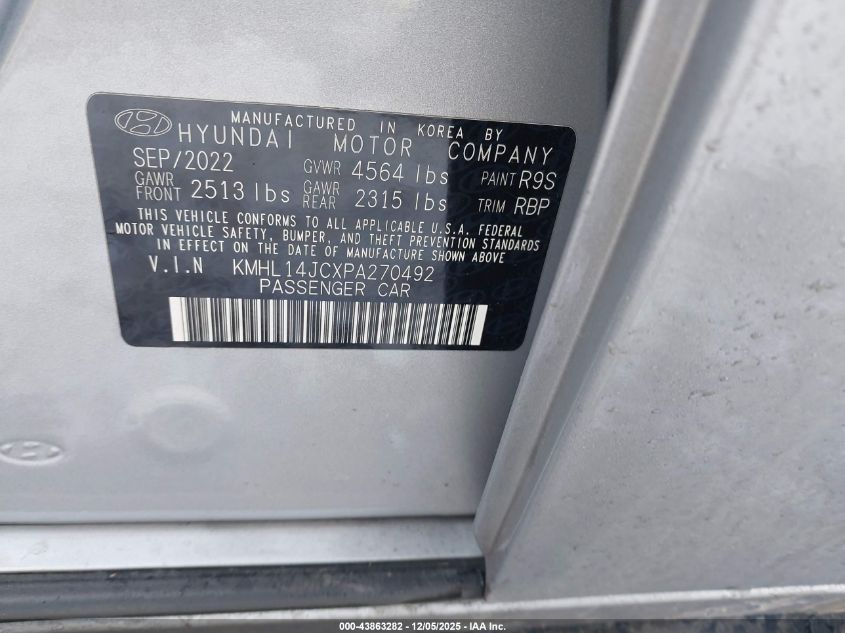 MANUFACTURED IN KOREA BY
HYUNDAI MOTOR COMPANY
SEP/2022 GVWR 4564 lbs PAINT R9S
GAWR FRONT 2513 lbs GAWR REAR 2315 lbs TRIM RBP
THIS VEHICLE CONFORMS TO ALL APPLICABLE U.S.A. FEDERAL
MOTOR VEHICLE SAFETY, BUMPER, AND THEFT PREVENTION STANDARDS
IN EFFECT ON THE DATE OF MANUFACTURE SHOWN ABOVE
V.I.N KMHL14JCXPA270492
PASSENGER CAR
000-43863282 - 12/05/2025 - IAA Inc.